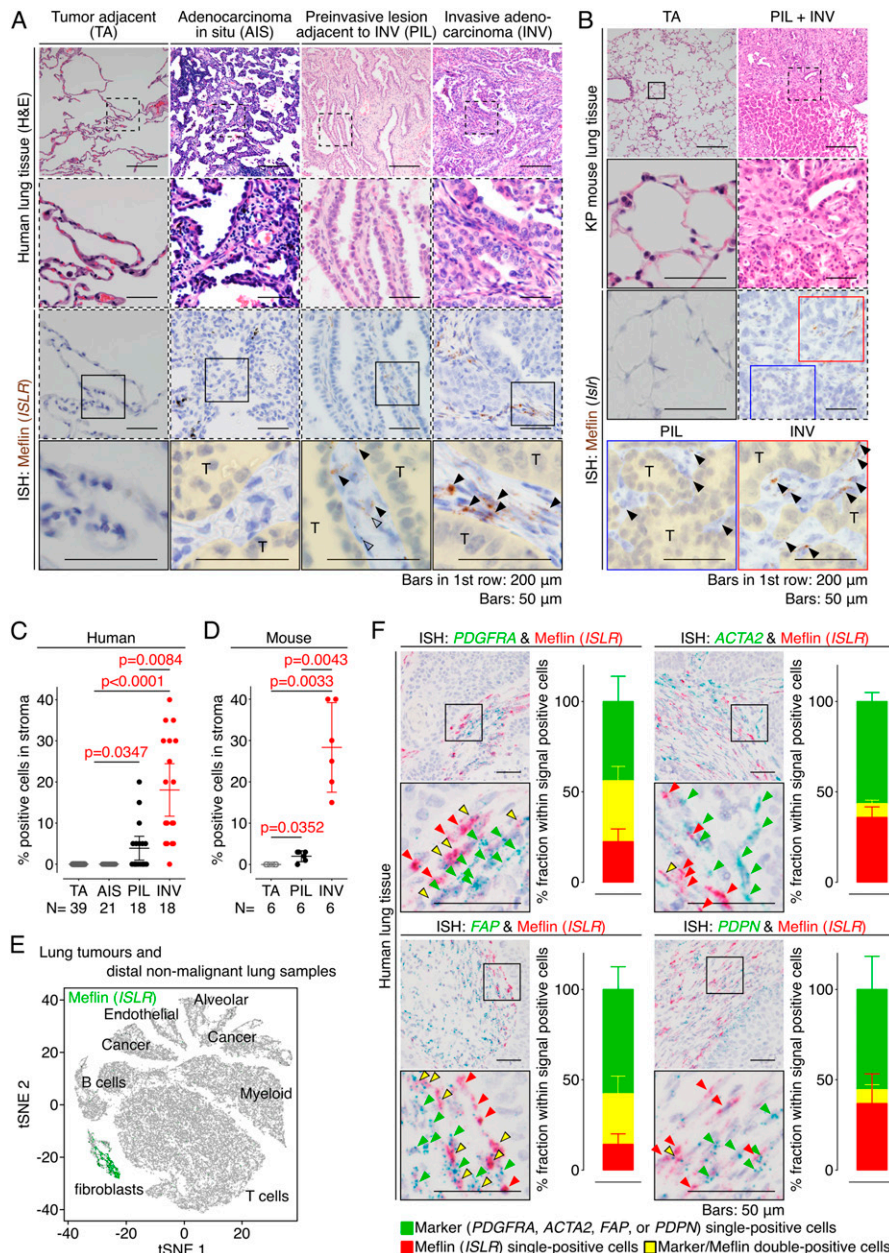 A
Tumor adjacent (TA)
Adenocarcinoma in situ (AIS)
Preinvasive lesion adjacent to INV (PIL)
Invasive adeno-carcinoma (INV)
Human lung tissue (H&E)
ISH: Meflin (ISLR)
T
T
T
T
T
T
Bars in 1st row: 200 µm
Bars: 50 µm
B
TA
PIL + INV
KP mouse lung tissue
ISH: Meflin (Islr)
PIL
INV
T
T
T
T
Bars in 1st row: 200 µm
Bars: 50 µm
C
Human
p=0.0084
p<0.0001
p=0.0347
% positive cells in stroma
40
30
20
10
0
TA AIS PIL INV
N= 39 21 18 18
D
Mouse
p=0.0043
p=0.0033
p=0.0352
% positive cells in stroma
40
30
20
10
0
TA PIL INV
N= 6 6 6
E
Lung tumours and
distal non-malignant lung samples
Meflin (ISLR)
Alveolar
Endothelial
Cancer
Cancer
B cells
Myeloid
fibroblasts
T cells
tSNE 2
40
20
0
-20
-40
-40 -20 0 20
tSNE 1
F
Human lung tissue
ISH: PDGFRA & Meflin (ISLR)
% fraction within signal positive cells
100
50
0
ISH: ACTA2 & Meflin (ISLR)
% fraction within signal positive cells
100
50
0
ISH: FAP & Meflin (ISLR)
% fraction within signal positive cells
100
50
0
ISH: PDPN & Meflin (ISLR)
% fraction within signal positive cells
100
50
0
Bars: 50 µm
Marker (PDGFRA, ACTA2, FAP, or PDPN) single-positive cells
Meflin (ISLR) single-positive cells
Marker/Meflin double-positive cells